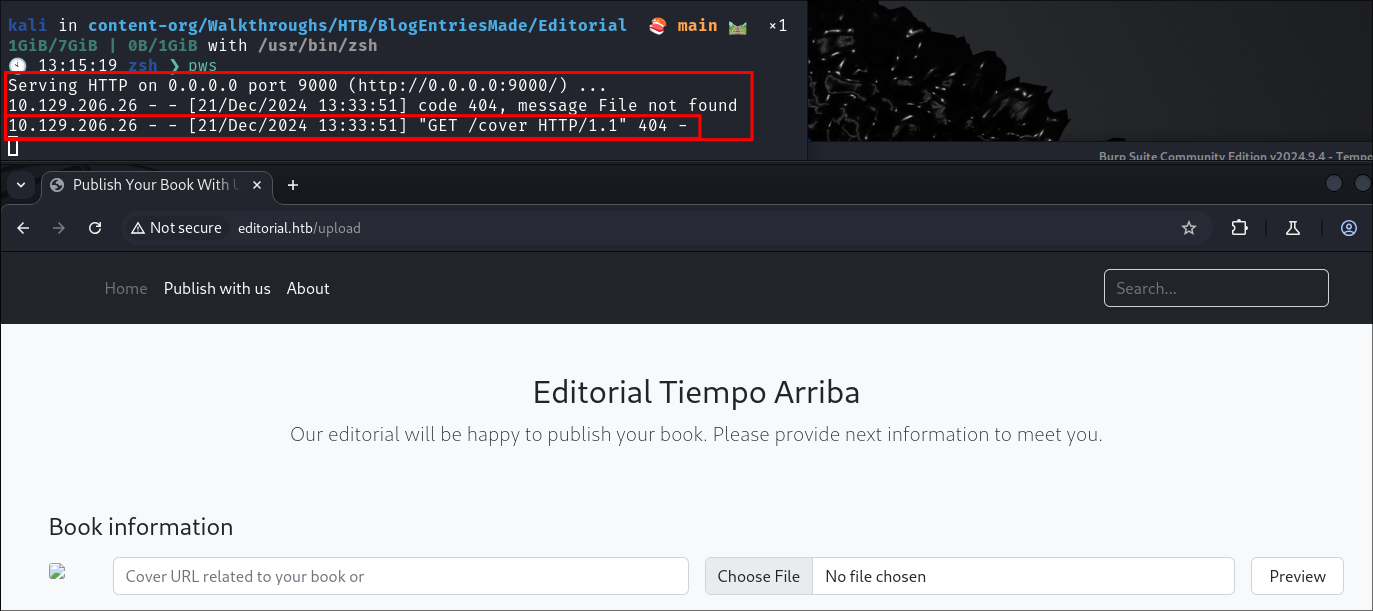 kali in content-org/Walkthroughs/HTB/BlogEntriesMade/Editorial 🍣 main 🛤️ ×1
1GiB/7GiB | 0B/1GiB with /usr/bin/zsh
🕙 13:15:19 zsh ❯ pws
Serving HTTP on 0.0.0.0 port 9000 (http://0.0.0.0:9000/) ...
10.129.206.26 - - [21/Dec/2024 13:33:51] code 404, message File not found
10.129.206.26 - - [21/Dec/2024 13:33:51] "GET /cover HTTP/1.1" 404 -
Burp Suite Community Edition v2024.9.4 - Tempo
Publish Your Book With
Not secure editorial.htb/upload
Home Publish with us About Search...
Editorial Tiempo Arriba
Our editorial will be happy to publish your book. Please provide next information to meet you.
Book information
Cover URL related to your book or Choose File No file chosen Preview